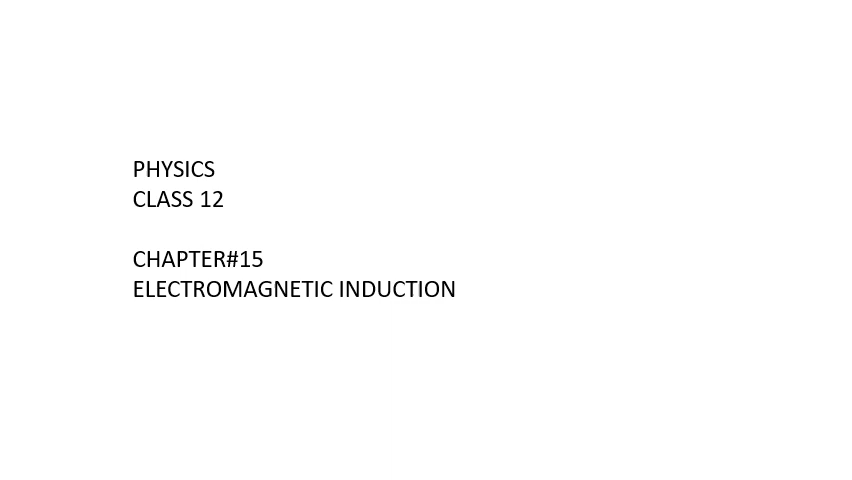 PHYSICS
CLASS 12
CHAPTER#15
ELECTROMAGNETIC INDUCTION